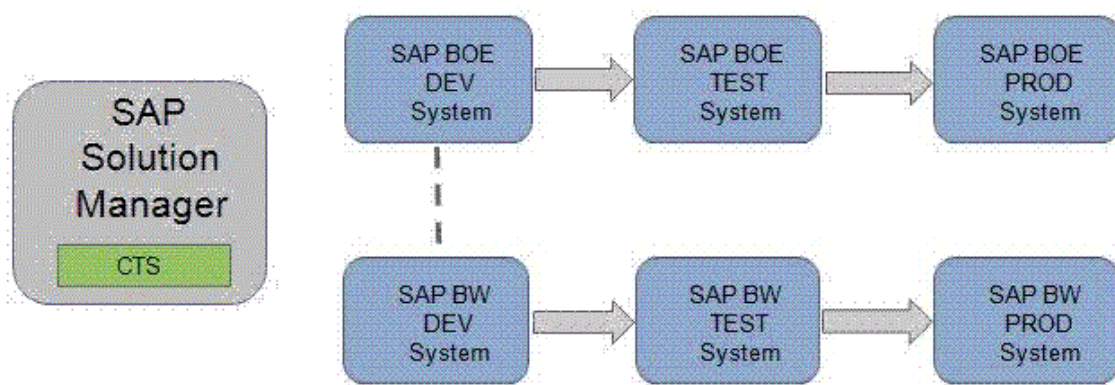 SAP
Solution
Manager
CTS
SAP BOE
DEV
System
SAP BOE
TEST
System
SAP BOE
PROD
System
SAP BW
DEV
System
SAP BW
TEST
System
SAP BW
PROD
System